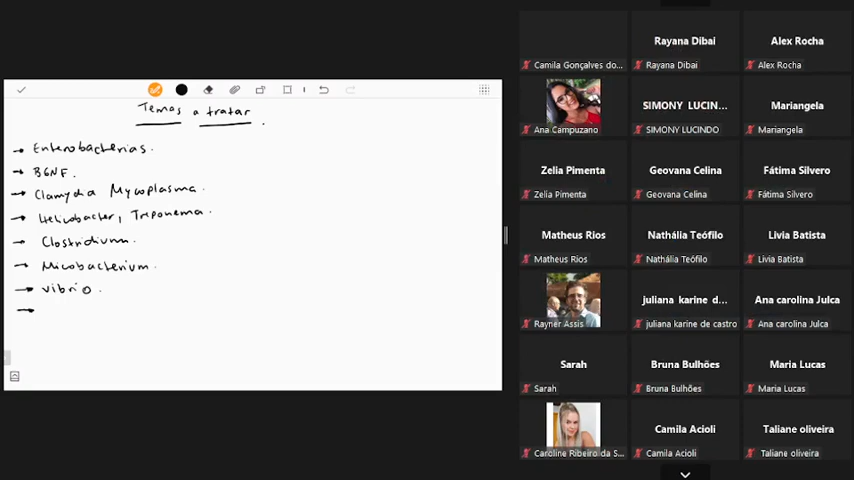 Temas a tratar.
→ Enterobacterias.
→ BGNF.
→ Clamydia Mycoplasma.
→ Helicobacter, Treponema.
→ Clostridium.
→ Micobacterium.
→ Vibrio.
→
Camila Gonçalves do...
Rayana Dibai
Rayana Dibai
Alex Rocha
Alex Rocha
Ana Campuzano
SIMONY LUCIN...
SIMONY LUCINDO
Mariangela
Mariangela
Zelia Pimenta
Zelia Pimenta
Geovana Celina
Geovana Celina
Fátima Silvero
Fátima Silvero
Matheus Rios
Matheus Rios
Nathália Teófilo
Nathália Teófilo
Livia Batista
Livia Batista
Rayner Assis
juliana karine d...
juliana karine de castro
Ana carolina Julca
Ana carolina Julca
Sarah
Sarah
Bruna Bulhões
Bruna Bulhões
Maria Lucas
Maria Lucas
Caroline Ribeiro da S...
Camila Acioli
Camila Acioli
Taliane oliveira
Taliane oliveira